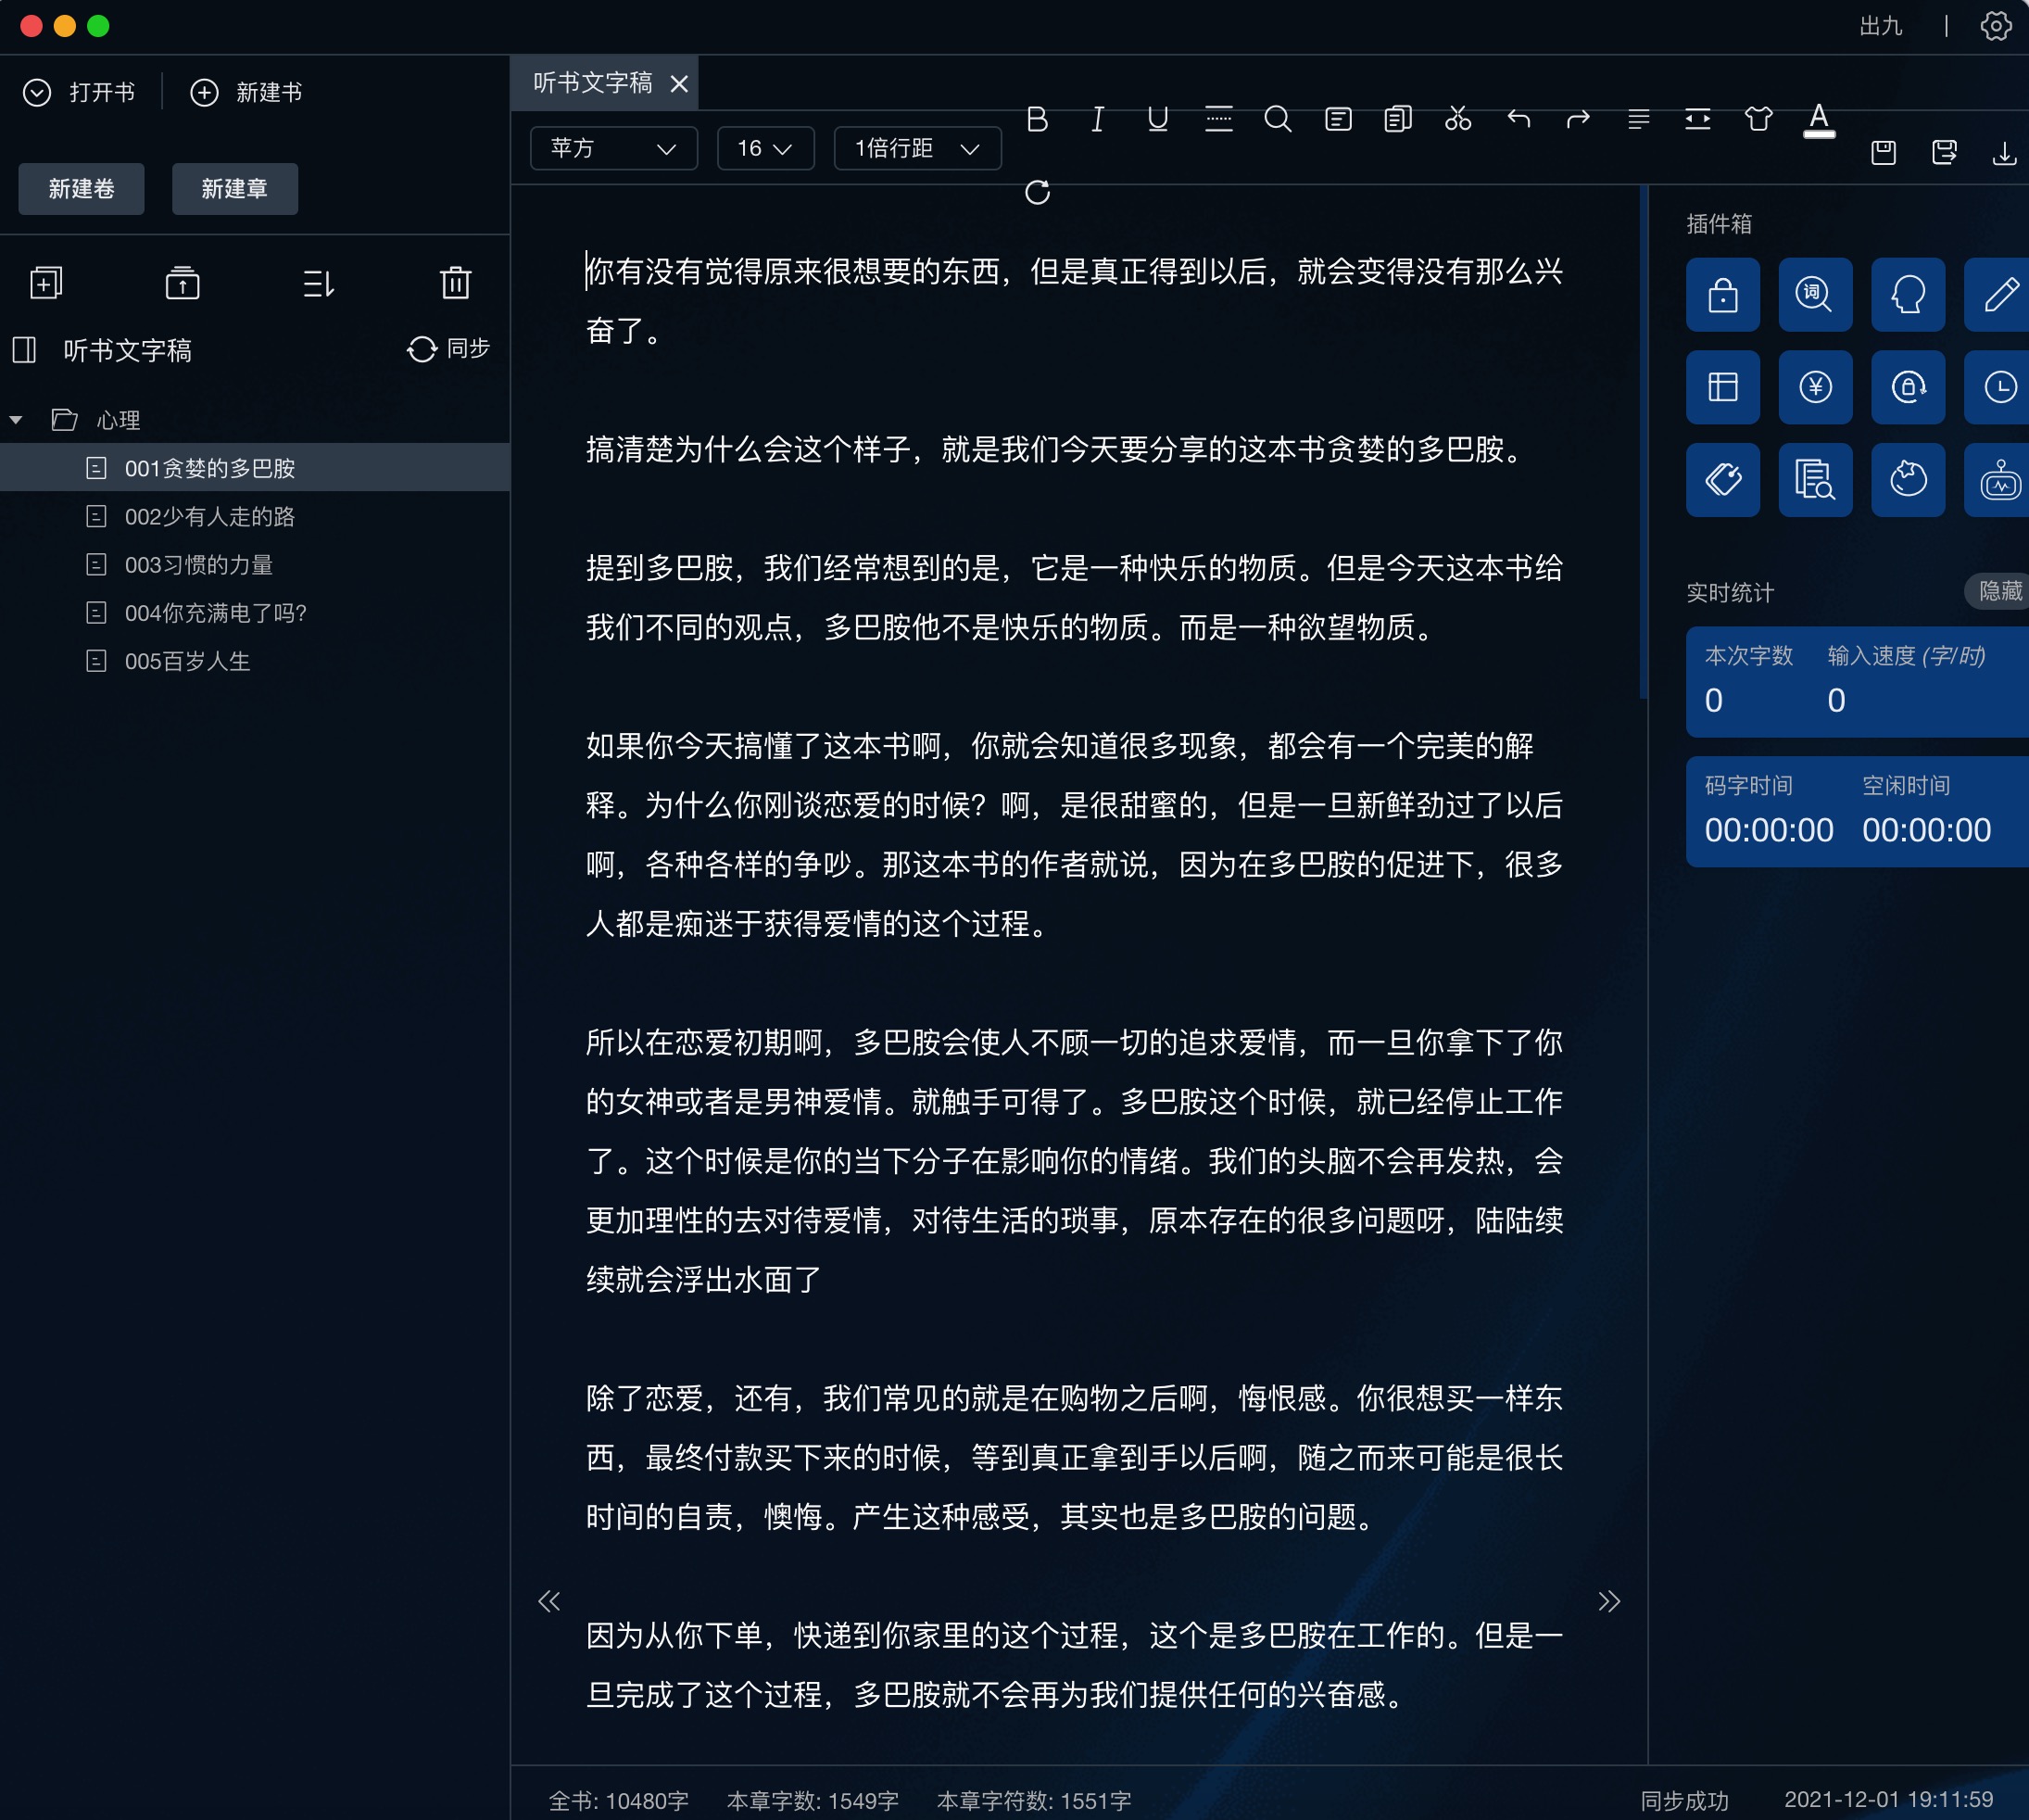 出九
打开书
新建书
新建卷
新建章
听书文字稿
同步
心理
001贪婪的多巴胺
002少有人走的路
003习惯的力量
004你充满电了吗?
005百岁人生
听书文字稿
苹方
16
1倍行距
B I U
A
你有没有觉得原来很想要的东西，但是真正得到以后，就会变得没有那么兴
奋了。
搞清楚为什么会这个样子，就是我们今天要分享的这本书贪婪的多巴胺。
提到多巴胺，我们经常想到的是，它是一种快乐的物质。但是今天这本书给
我们不同的观点，多巴胺他不是快乐的物质。而是一种欲望物质。
如果你今天搞懂了这本书啊，你就会知道很多现象，都会有一个完美的解
释。为什么你刚谈恋爱的时候？啊，是很甜蜜的，但是一旦新鲜劲过了以后
啊，各种各样的争吵。那这本书的作者就说，因为在多巴胺的促进下，很多
人都是痴迷于获得爱情的这个过程。
所以在恋爱初期啊，多巴胺会使人不顾一切的追求爱情，而一旦你拿下了你
的女神或者是男神爱情。就触手可得了。多巴胺这个时候，就已经停止工作
了。这个时候是你的当下分子在影响你的情绪。我们的头脑不会再发热，会
更加理性的去对待爱情，对待生活的琐事，原本存在的很多问题呀，陆陆续
续就会浮出水面了
除了恋爱，还有，我们常见的就是在购物之后啊，悔恨感。你很想买一样东
西，最终付款买下来的时候，等到真正拿到手以后啊，随之而来可能是很长
时间的自责，懊悔。产生这种感受，其实也是多巴胺的问题。
因为从你下单，快递到你家里的这个过程，这个是多巴胺在工作的。但是一
旦完成了这个过程，多巴胺就不会再为我们提供任何的兴奋感。
插件箱
词
¥
实时统计
隐藏
本次字数 输入速度 (字/时)
0 0
码字时间 空闲时间
00:00:00 00:00:00
全书: 10480字 本章字数: 1549字 本章字符数: 1551字
同步成功 2021-12-01 19:11:59